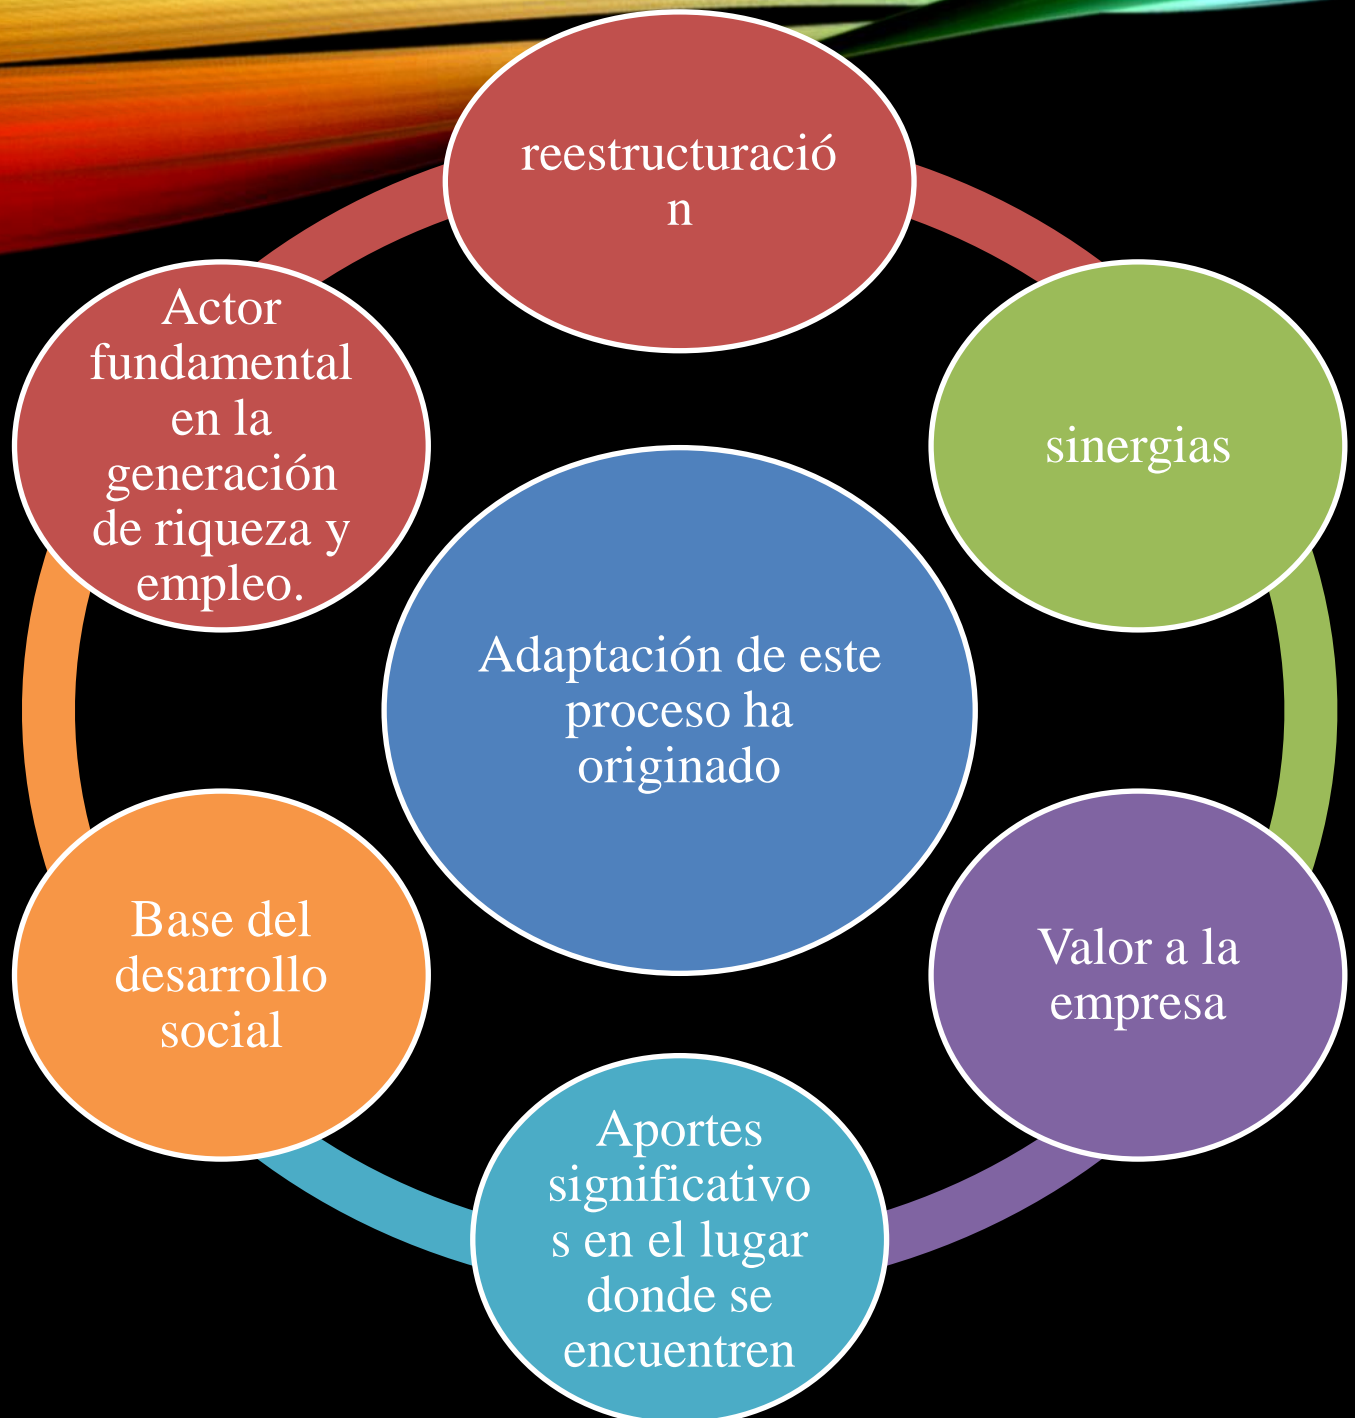 reestructuració
n
sinergias
Valor a la
empresa
Aportes
significativo
s en el lugar
donde se
encuentren
Base del
desarrollo
social
Actor
fundamental
en la
generación
de riqueza y
empleo.
Adaptación de este
proceso ha
originado